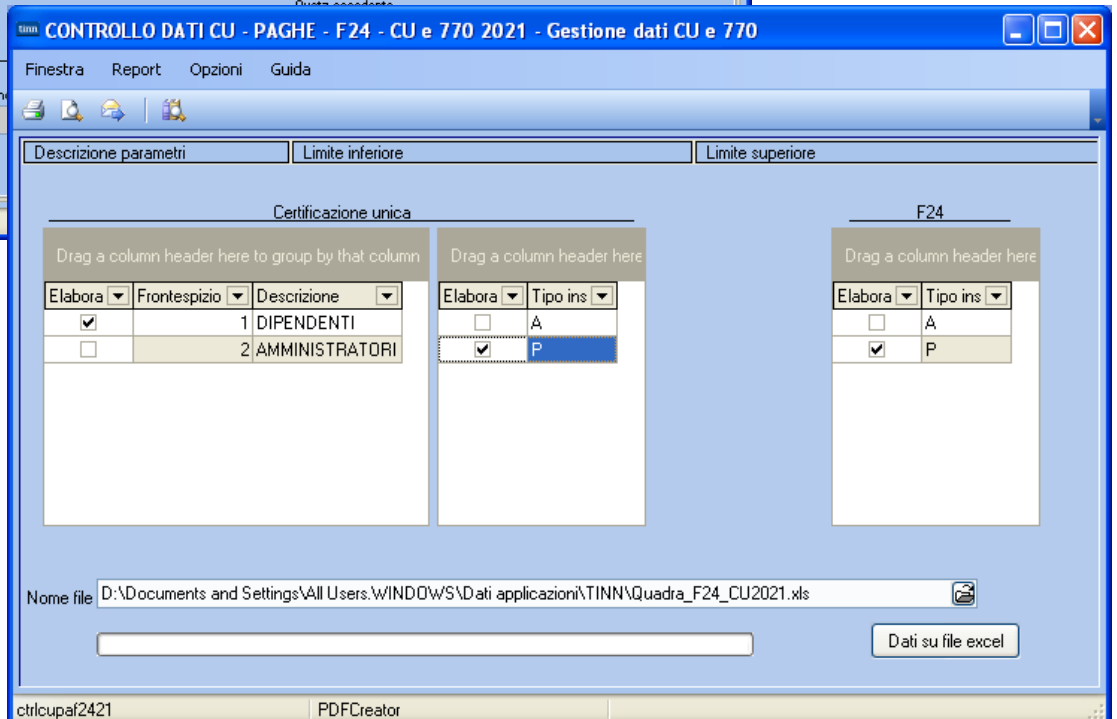 Quota eccedente
tinn CONTROLLO DATI CU - PAGHE - F24 - CU e 770 2021 - Gestione dati CU e 770
Finestra Report Opzioni Guida
Descrizione parametri Limite inferiore Limite superiore
Certificazione unica F24
Drag a column header here to group by that column Drag a column header here Drag a column header here
Elabora Frontespizio Descrizione Elabora Tipo ins Elabora Tipo ins
1 DIPENDENTI A A
2 AMMINISTRATORI P P
Nome file D:\Documents and Settings\All Users.WINDOWS\Dati applicazioni\TINN\Quadra_F24_CU2021.xls
Dati su file excel
ctrlcupaf2421 PDFCreator